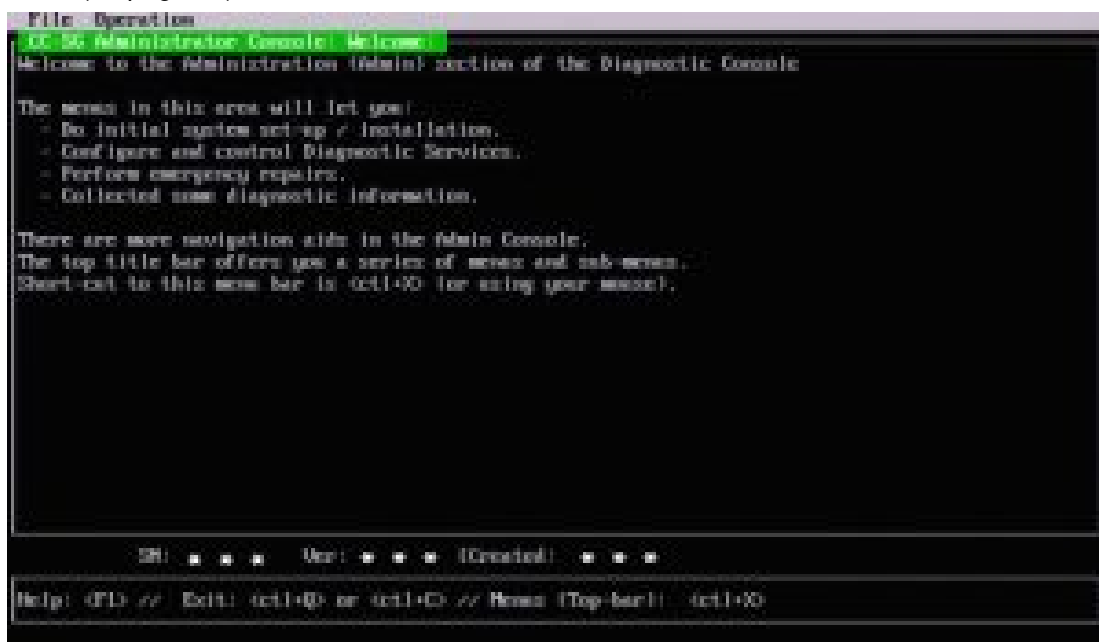 File Operation
CC-SG Administrator Console: Welcome:
Welcome to the Administration (Admin) section of the Diagnostic Console
The menus in this area will let you:
- Do initial system set-up / installation.
- Configure and control Diagnostic Services.
- Perform emergency repairs.
- Collected some diagnostic information.
There are more navigation aids in the Admin Console.
The top title bar offers you a series of menus and sub-menus.
Short-cut to this menu bar is <ctl+X> (or using your mouse).
SN: Ver: [Created:
Help: <F1> // Exit: <ctl+Q> or <ctl+C> // Menus (Top-bar): <ctl+X>